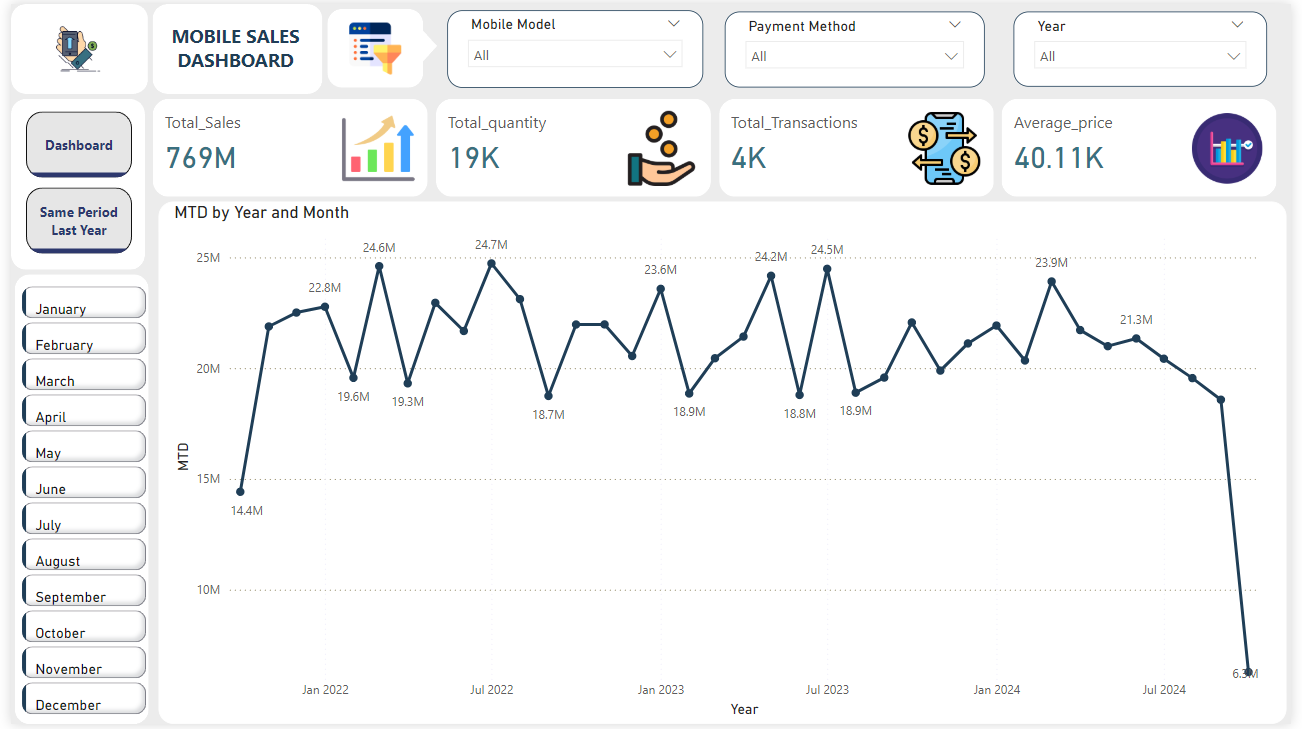 MOBILE SALES
DASHBOARD
Mobile Model
All
Payment Method
All
Year
All
Dashboard
Same Period
Last Year
Total_Sales
769M
Total_quantity
19K
Total_Transactions
4K
Average_price
40.11K
January
February
March
April
May
June
July
August
September
October
November
December
MTD by Year and Month
MTD
25M
20M
15M
10M
14.4M
22.8M
19.6M
24.6M
19.3M
24.7M
18.7M
23.6M
18.9M
24.2M
18.8M
24.5M
18.9M
23.9M
21.3M
6.3M
Jan 2022
Jul 2022
Jan 2023
Jul 2023
Jan 2024
Jul 2024
Year